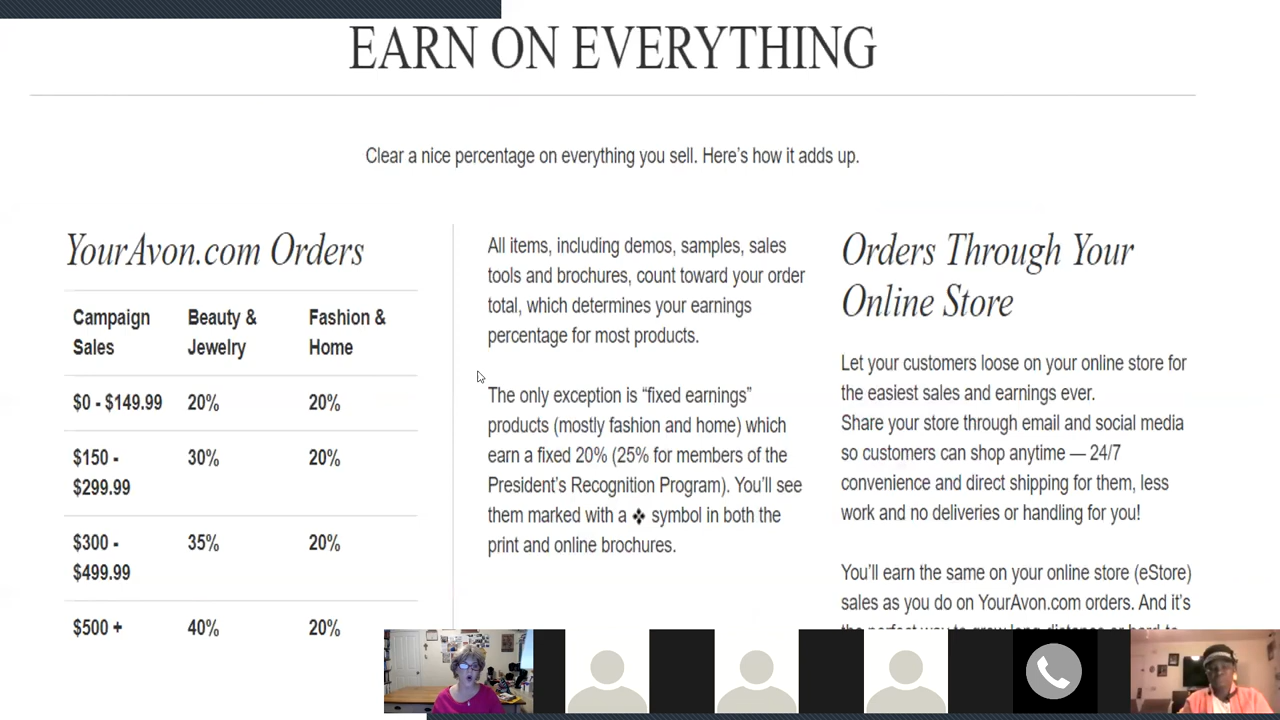 EARN ON EVERYTHING
Clear a nice percentage on everything you sell. Here’s how it adds up.
YourAvon.com Orders
Campaign Sales Beauty & Jewelry Fashion & Home
$0 - $149.99 20% 20%
$150 - $299.99 30% 20%
$300 - $499.99 35% 20%
$500 + 40% 20%
All items, including demos, samples, sales
tools and brochures, count toward your order
total, which determines your earnings
percentage for most products.
The only exception is “fixed earnings”
products (mostly fashion and home) which
earn a fixed 20% (25% for members of the
President’s Recognition Program). You’ll see
them marked with a ❖ symbol in both the
print and online brochures.
Orders Through Your
Online Store
Let your customers loose on your online store for
the easiest sales and earnings ever.
Share your store through email and social media
so customers can shop anytime — 24/7
convenience and direct shipping for them, less
work and no deliveries or handling for you!
You’ll earn the same on your online store (eStore)
sales as you do on YourAvon.com orders. And it’s